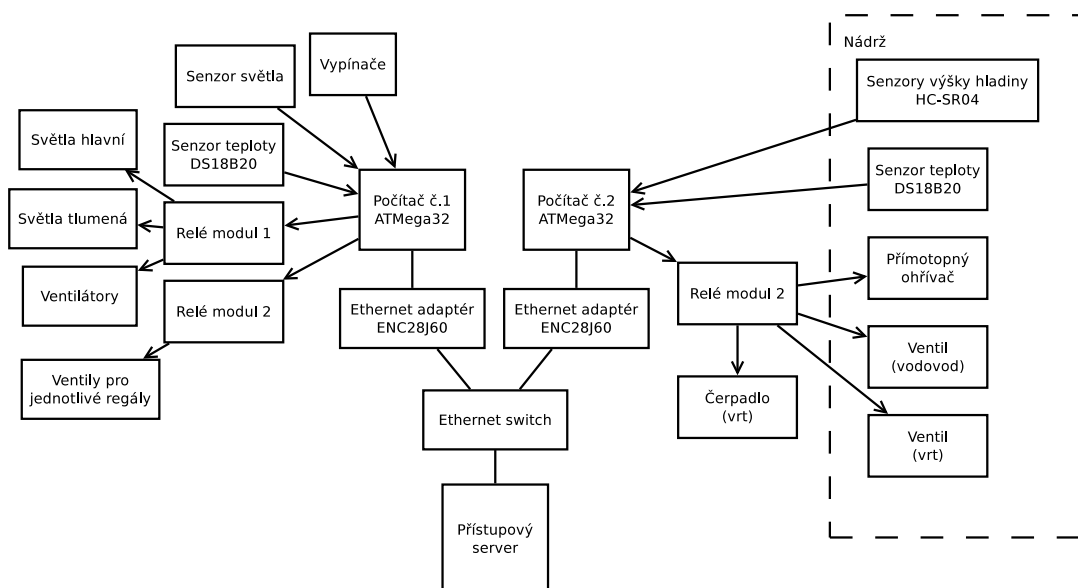 Nádrž
Vypínače
Senzor světla
Senzory výšky hladiny
HC-SR04
Světla hlavní
Senzor teploty
DS18B20
Senzor teploty
DS18B20
Počítač č.1
ATMega32
Počítač č.2
ATMega32
Světla tlumená
Relé modul 1
Přímotopný
ohřívač
Ventilátory
Relé modul 2
Ethernet adaptér
ENC28J60
Ethernet adaptér
ENC28J60
Relé modul 2
Ventil
(vodovod)
Ventily pro
jednotlivé regály
Ethernet switch
Čerpadlo
(vrt)
Ventil
(vrt)
Přístupový
server